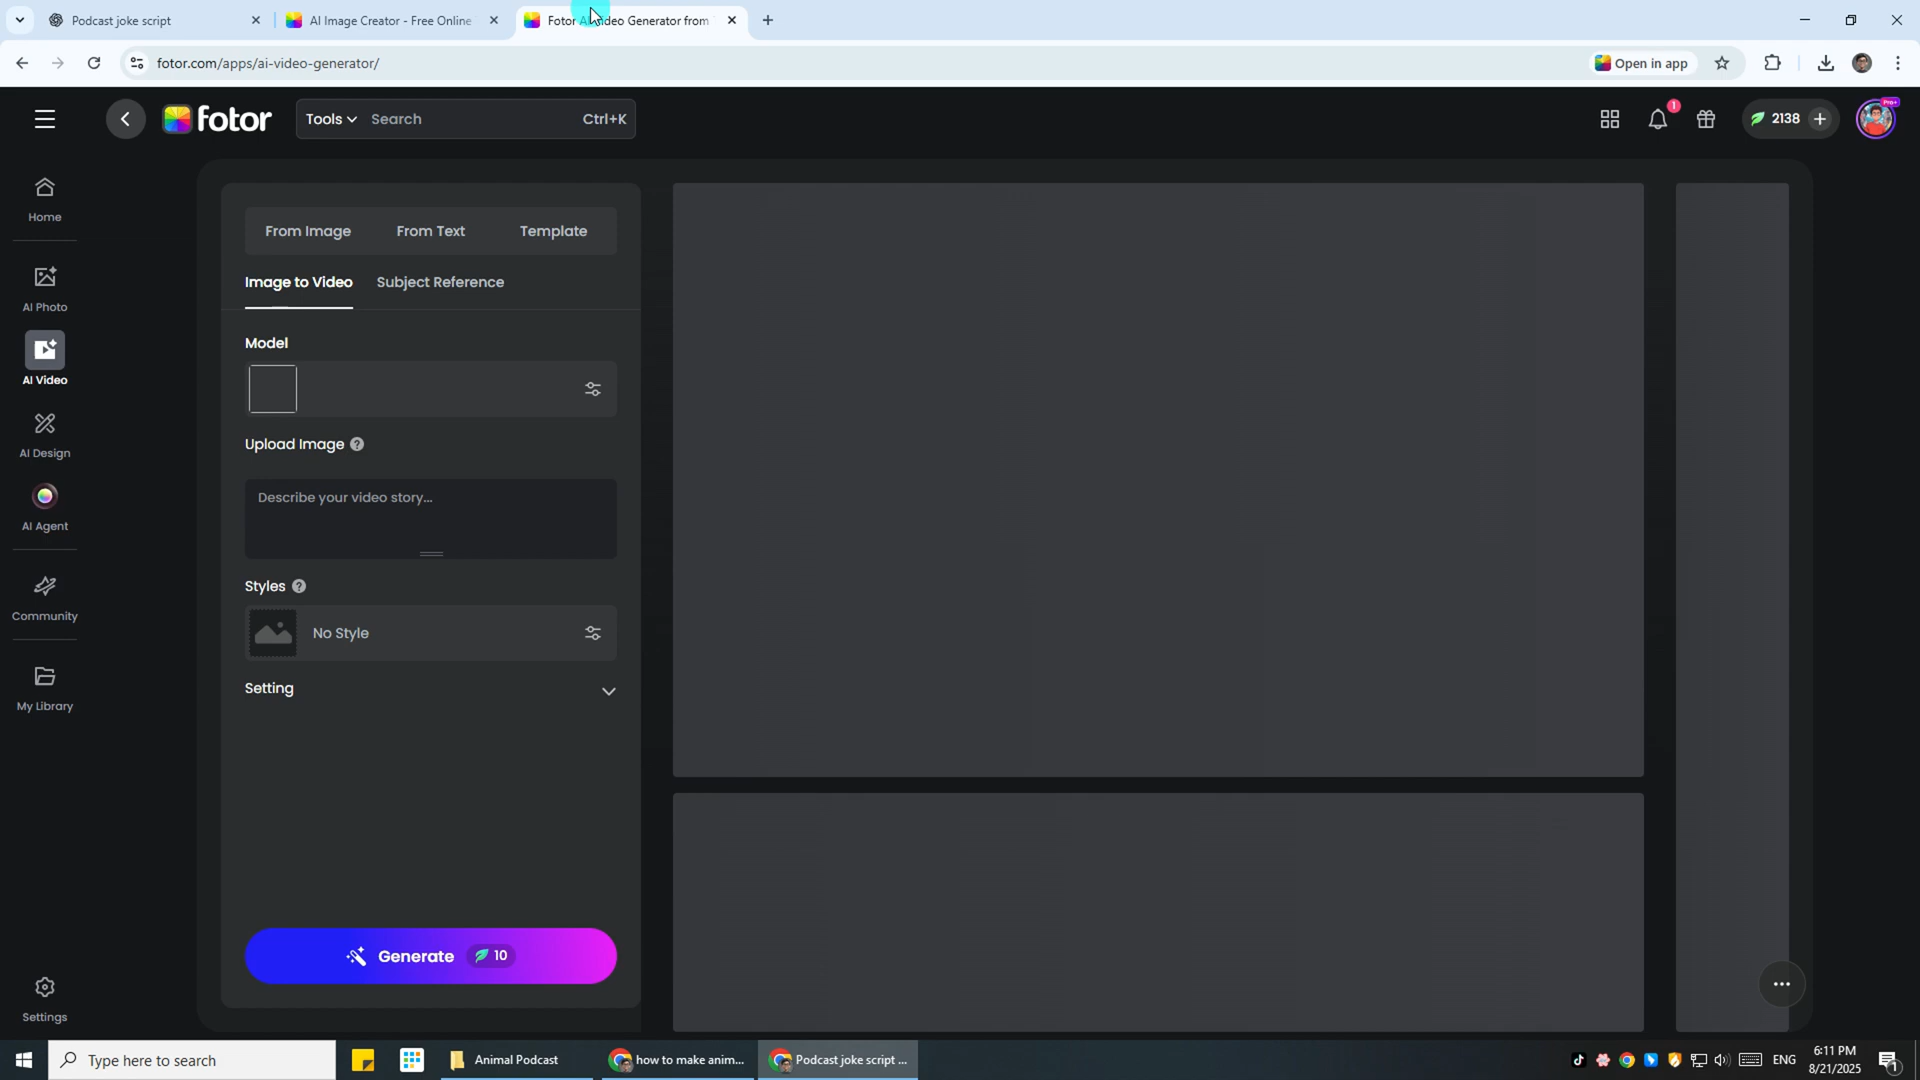 Podcast joke script
AI Image Creator - Free Online
Fotor AI Video Generator from
fotor.com/apps/ai-video-generator/
Open in app
fotor
Tools
Search
Ctrl+K
1
2138
Pro+
Home
AI Photo
AI Video
AI Design
AI Agent
Community
My Library
Settings
From Image
From Text
Template
Image to Video
Subject Reference
Model
Upload Image
Describe your video story...
Styles
No Style
Setting
Generate 10
Type here to search
Animal Podcast
how to make anim...
Podcast joke script ...
ENG
6:11 PM
8/21/2025
1